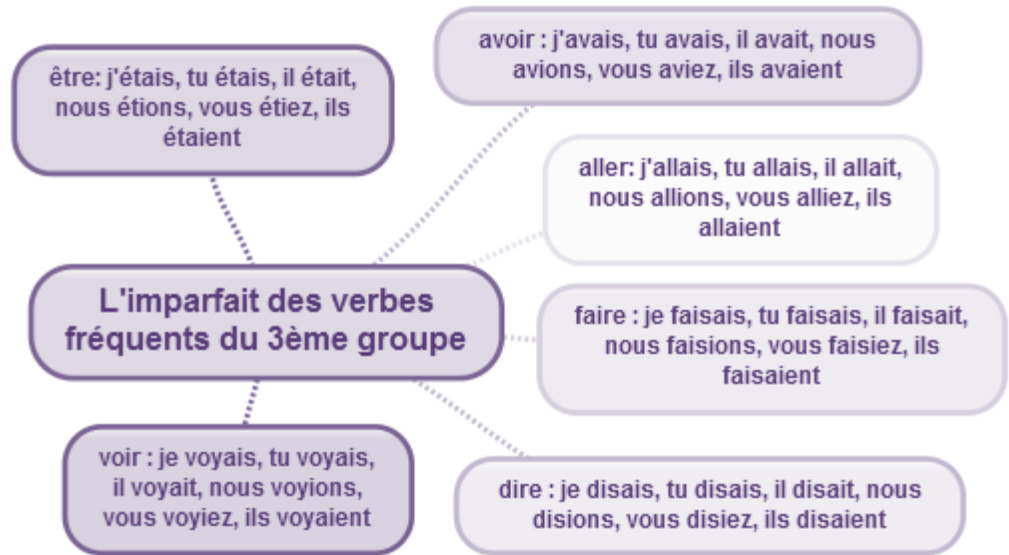 être: j'étais, tu étais, il était,
nous étions, vous étiez, ils
étaient
avoir : j'avais, tu avais, il avait, nous
avions, vous aviez, ils avaient
aller: j'allais, tu allais, il allait,
nous allions, vous alliez, ils
allaient
L'imparfait des verbes
fréquents du 3ème groupe
faire : je faisais, tu faisais, il faisait,
nous faisions, vous faisiez, ils
faisaient
voir : je voyais, tu voyais,
il voyait, nous voyions,
vous voyiez, ils voyaient
dire : je disais, tu disais, il disait, nous
disions, vous disiez, ils disaient